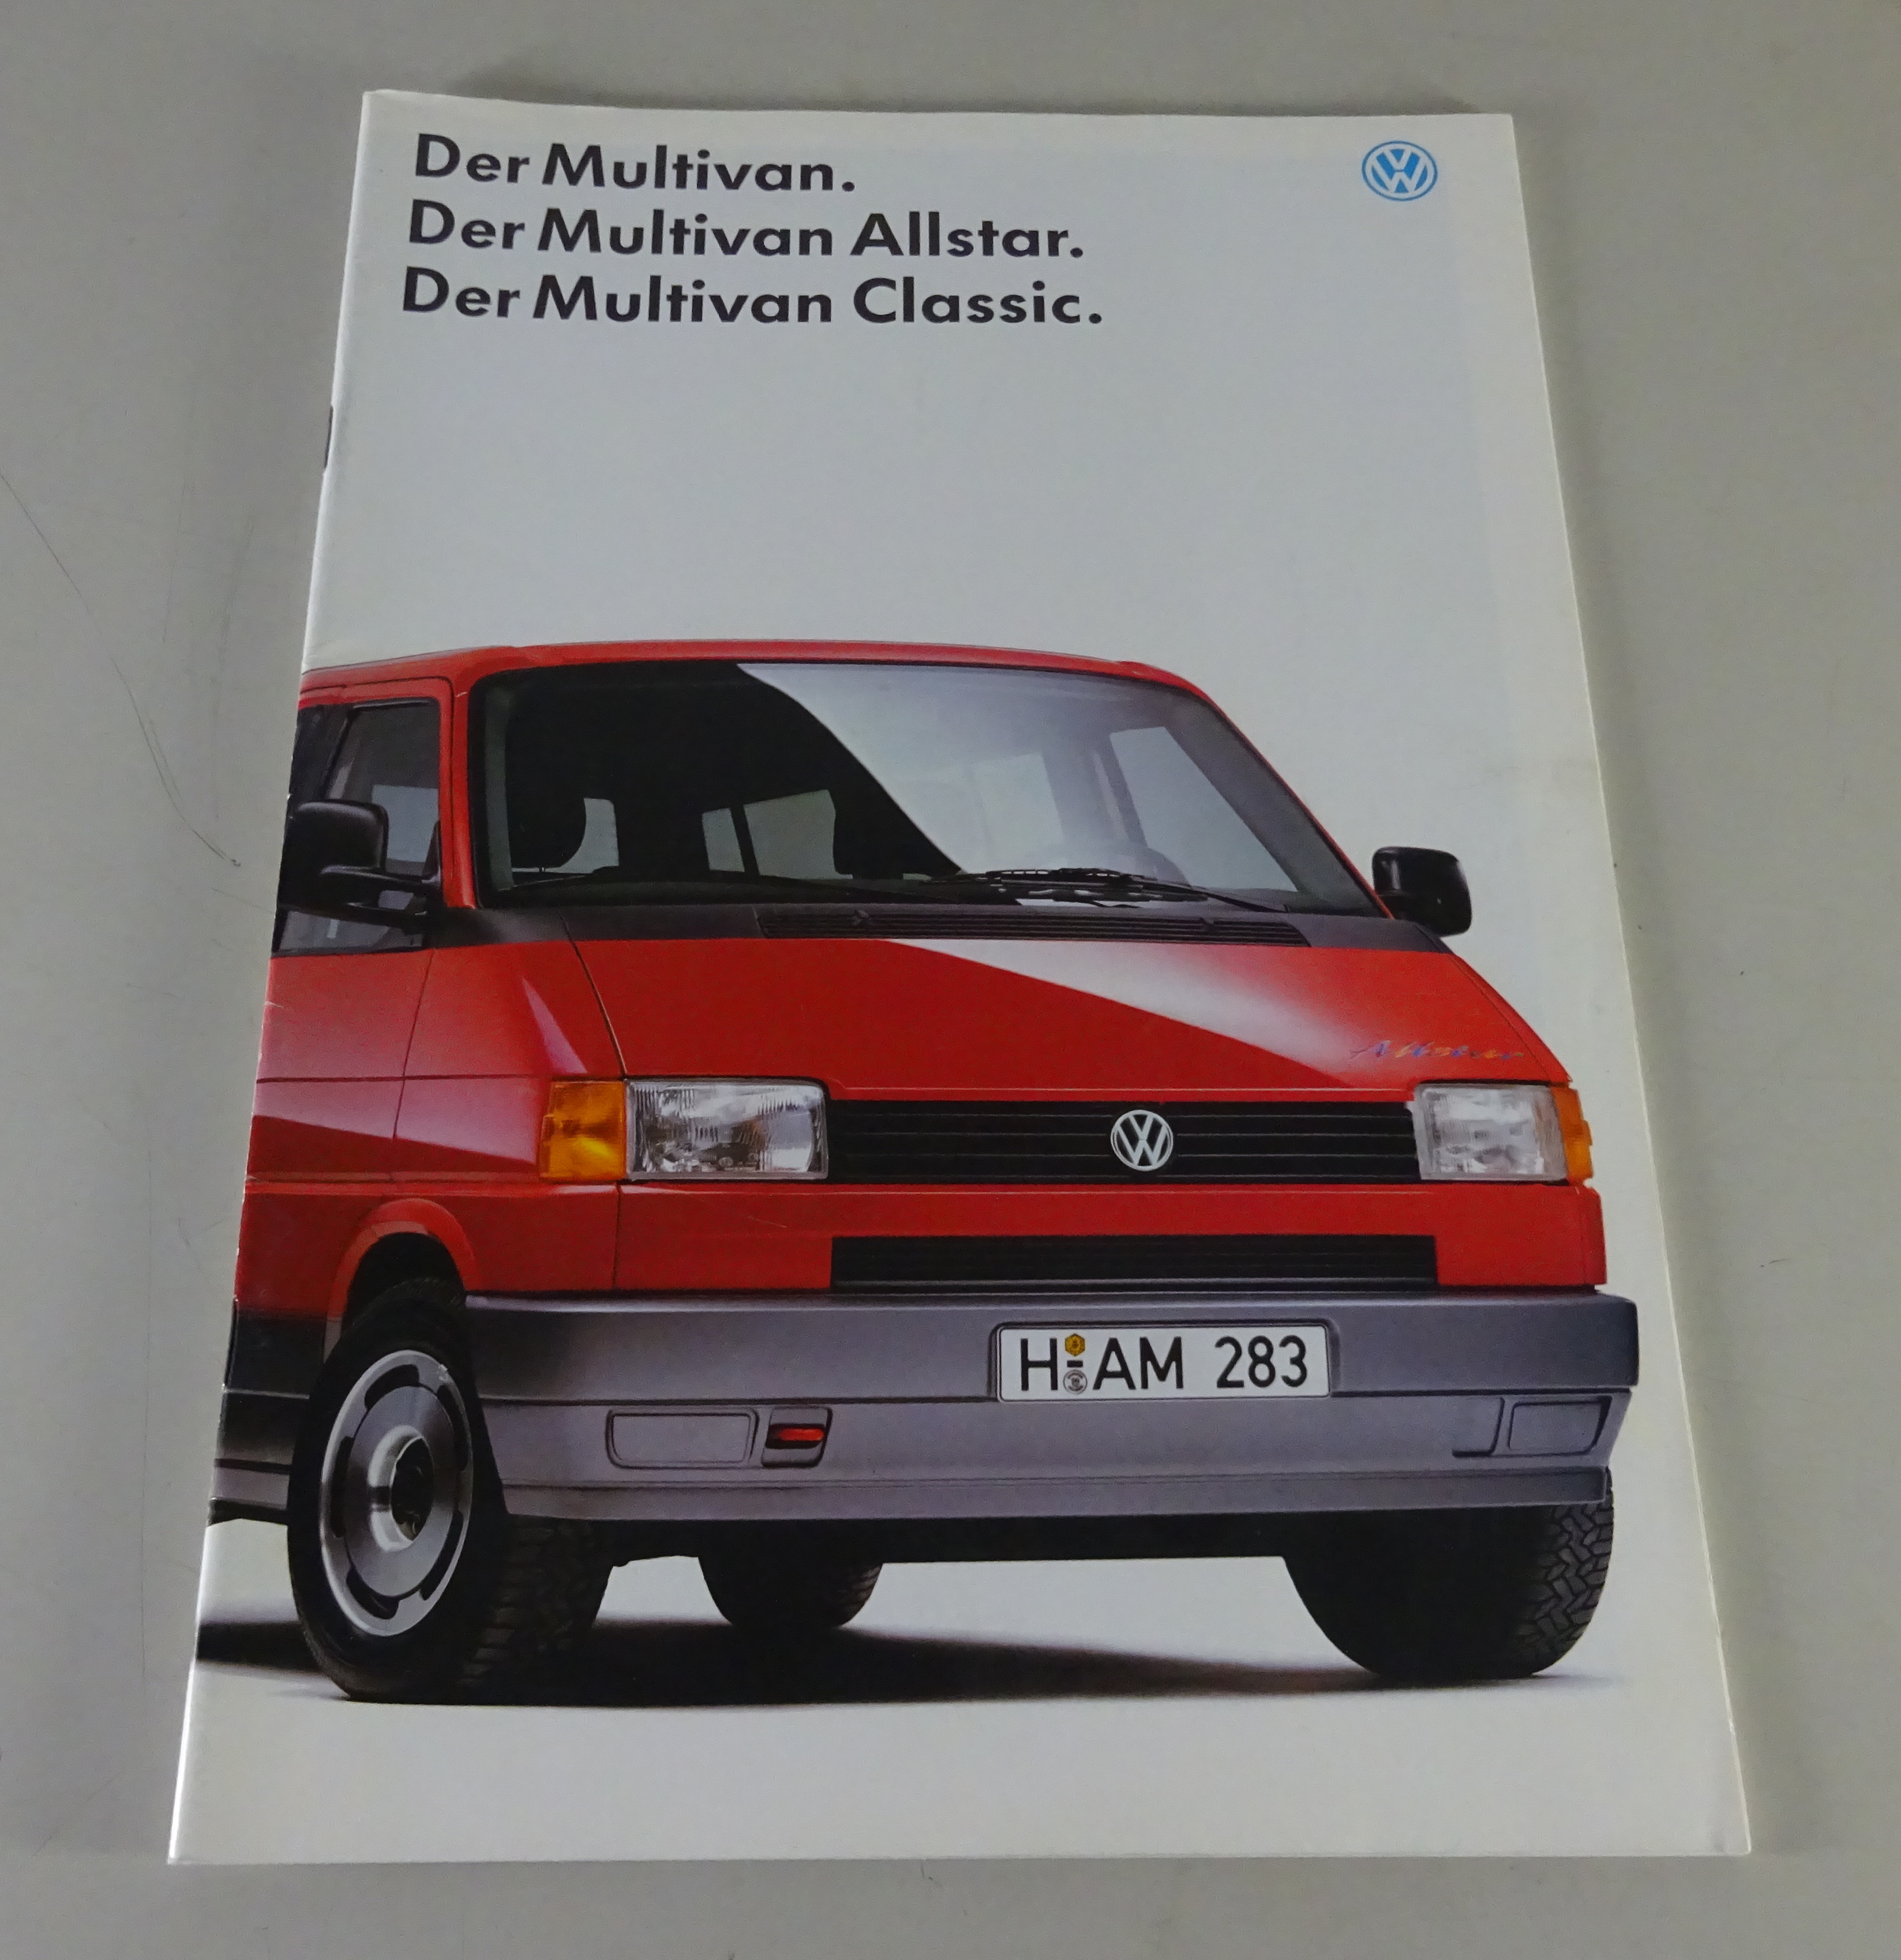 Der Multivan.
Der Multivan Allstar.
Der Multivan Classic.
Allstar
H AM 283